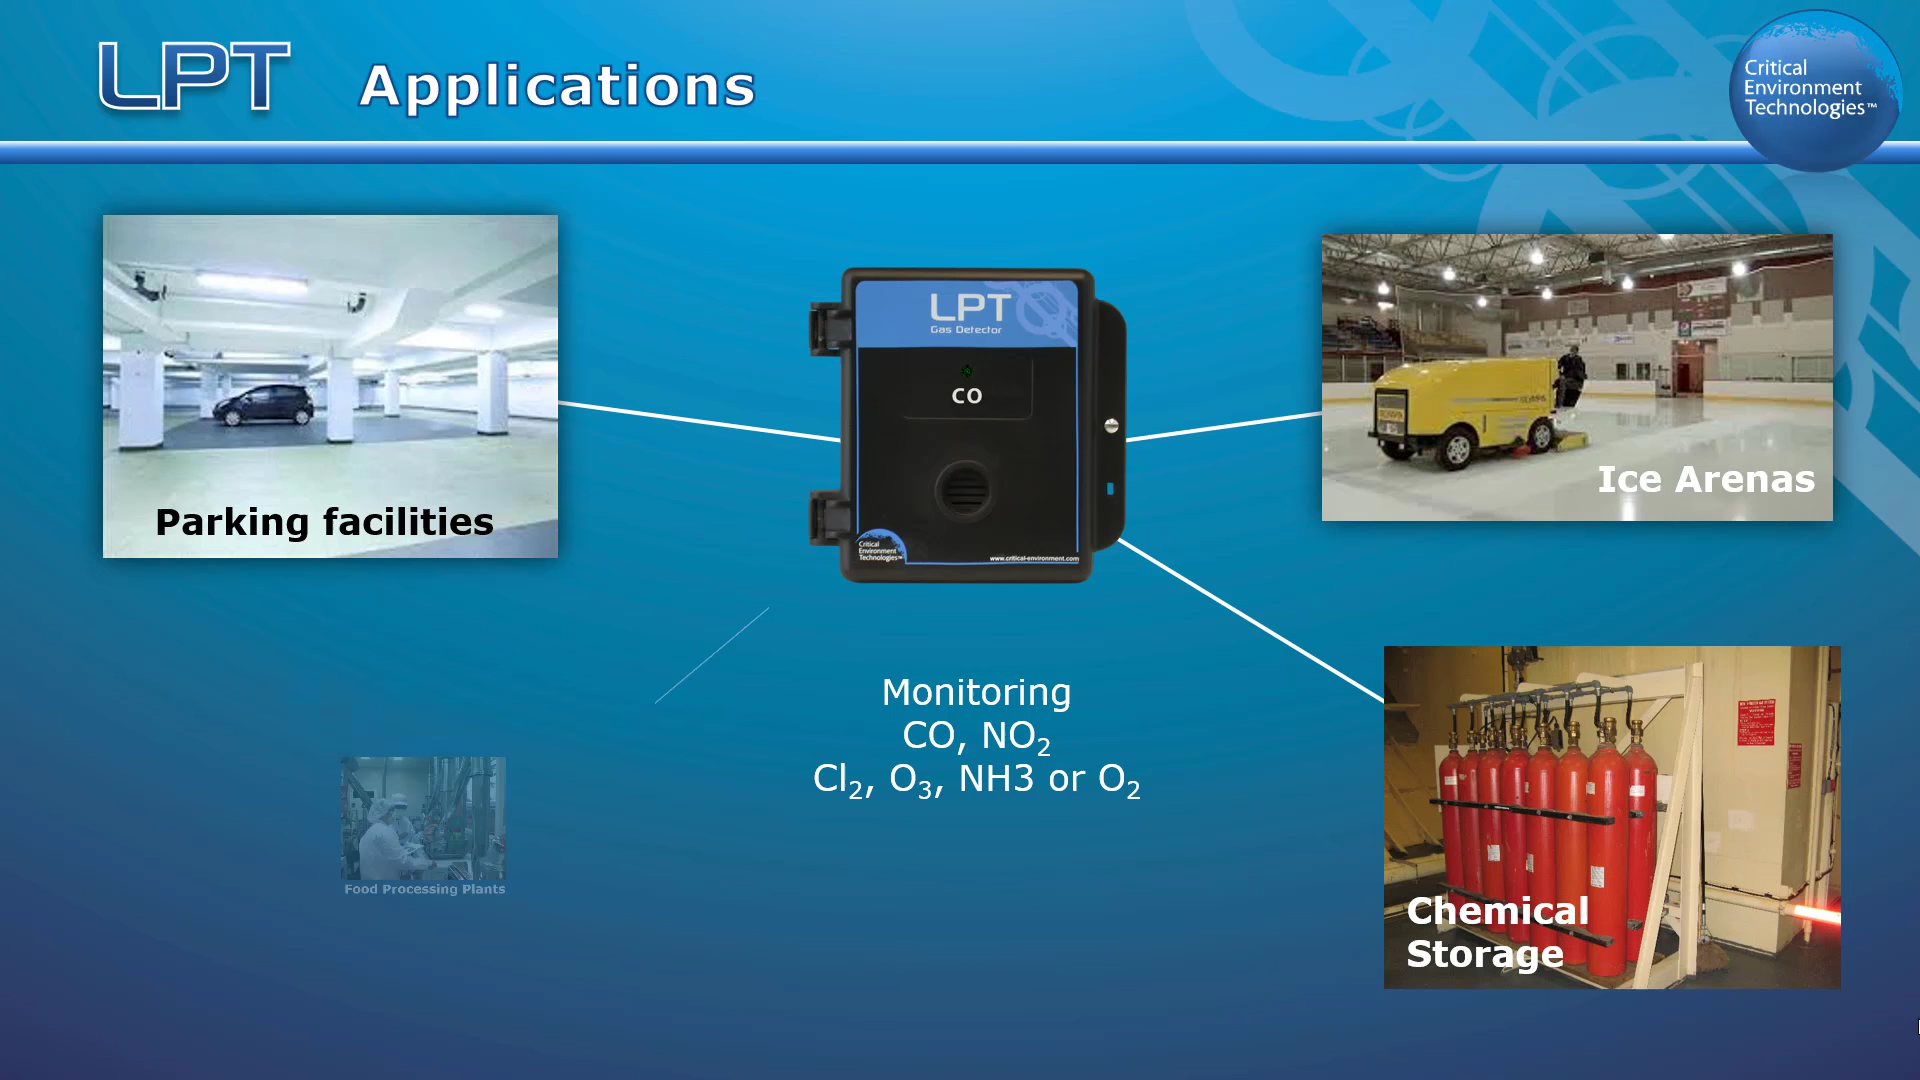 LPT Applications
Critical
Environment
Technologies™
LPT
Gas Detector
CO
Critical
Environment
Technologies™
www.critical-environment.com
Parking facilities
Ice Arenas
Monitoring
CO, NO₂
Cl₂, O₃, NH3 or O₂
Food Processing Plants
Chemical
Storage